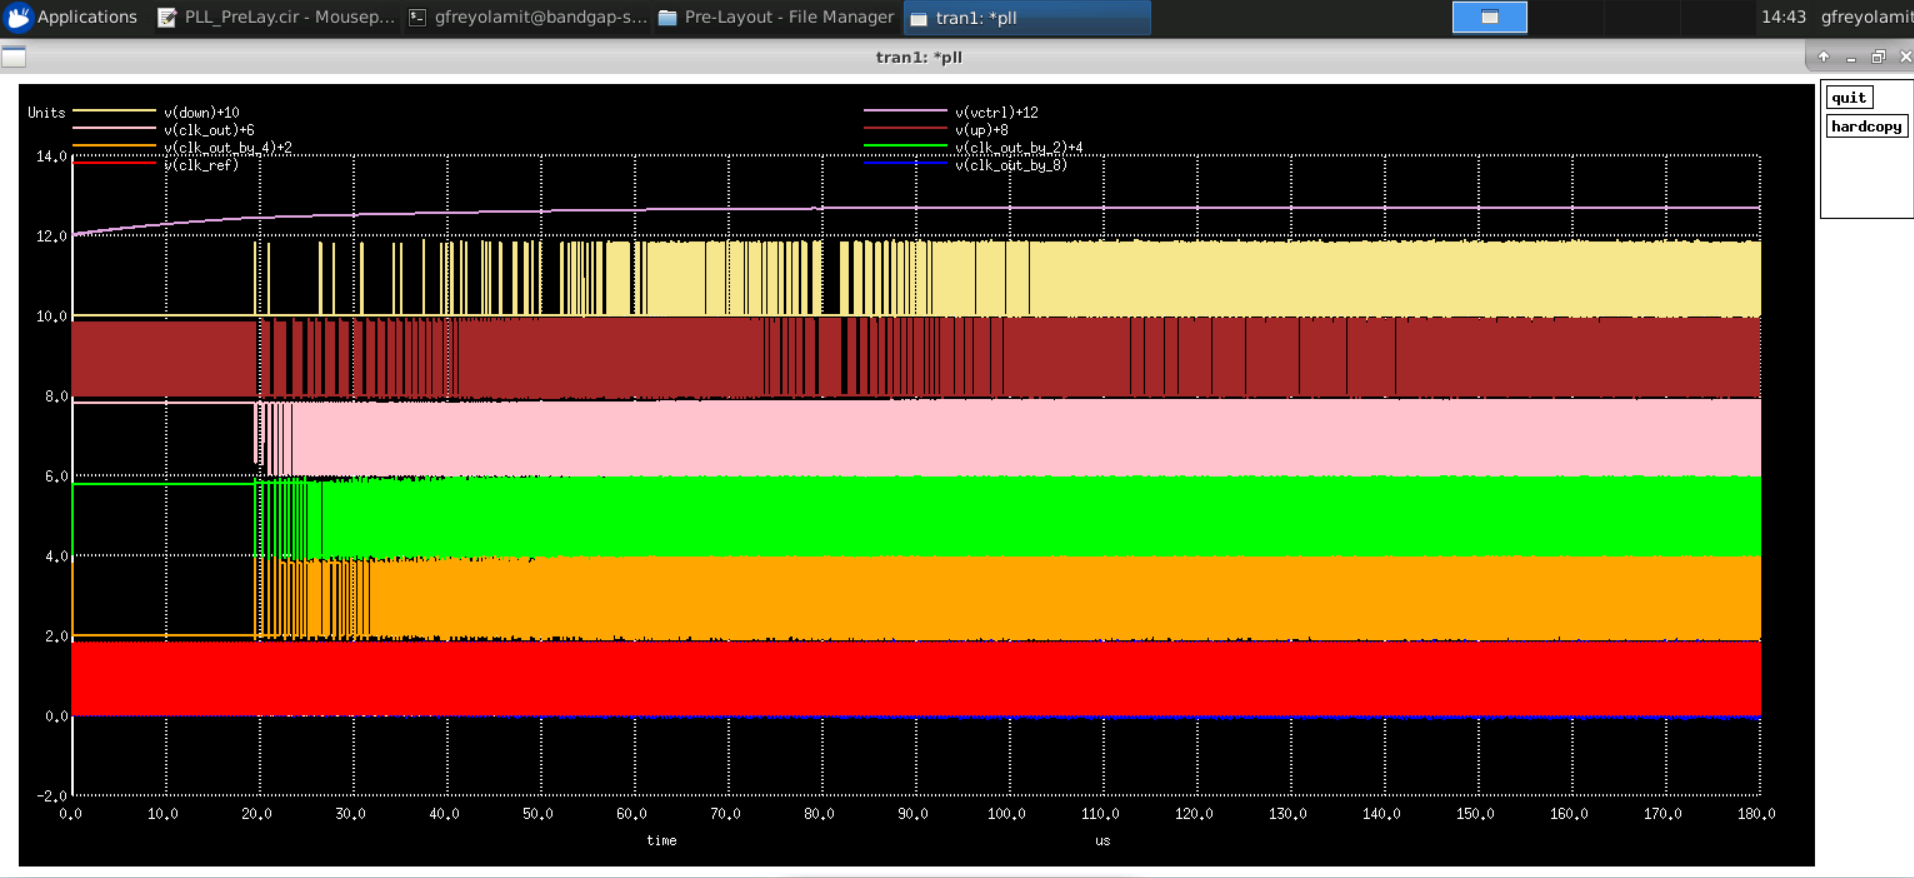 Applications PLL_PreLay.cir - Mousep... gfreyolamit@bandgap-s... Pre-Layout - File Manager tran1: *pll 14:43 gfreyolamit
tran1: *pll
quit
hardcopy
Units v(down)+10 v(vctrl)+12
v(clk_out)+6 v(up)+8
v(clk_out_by_4)+2 v(clk_out_by_2)+4
v(clk_ref) v(clk_out_by_8)
14.0
12.0
10.0
8.0
6.0
4.0
2.0
0.0
-2.0
0.0 10.0 20.0 30.0 40.0 50.0 60.0 70.0 80.0 90.0 100.0 110.0 120.0 130.0 140.0 150.0 160.0 170.0 180.0
time us